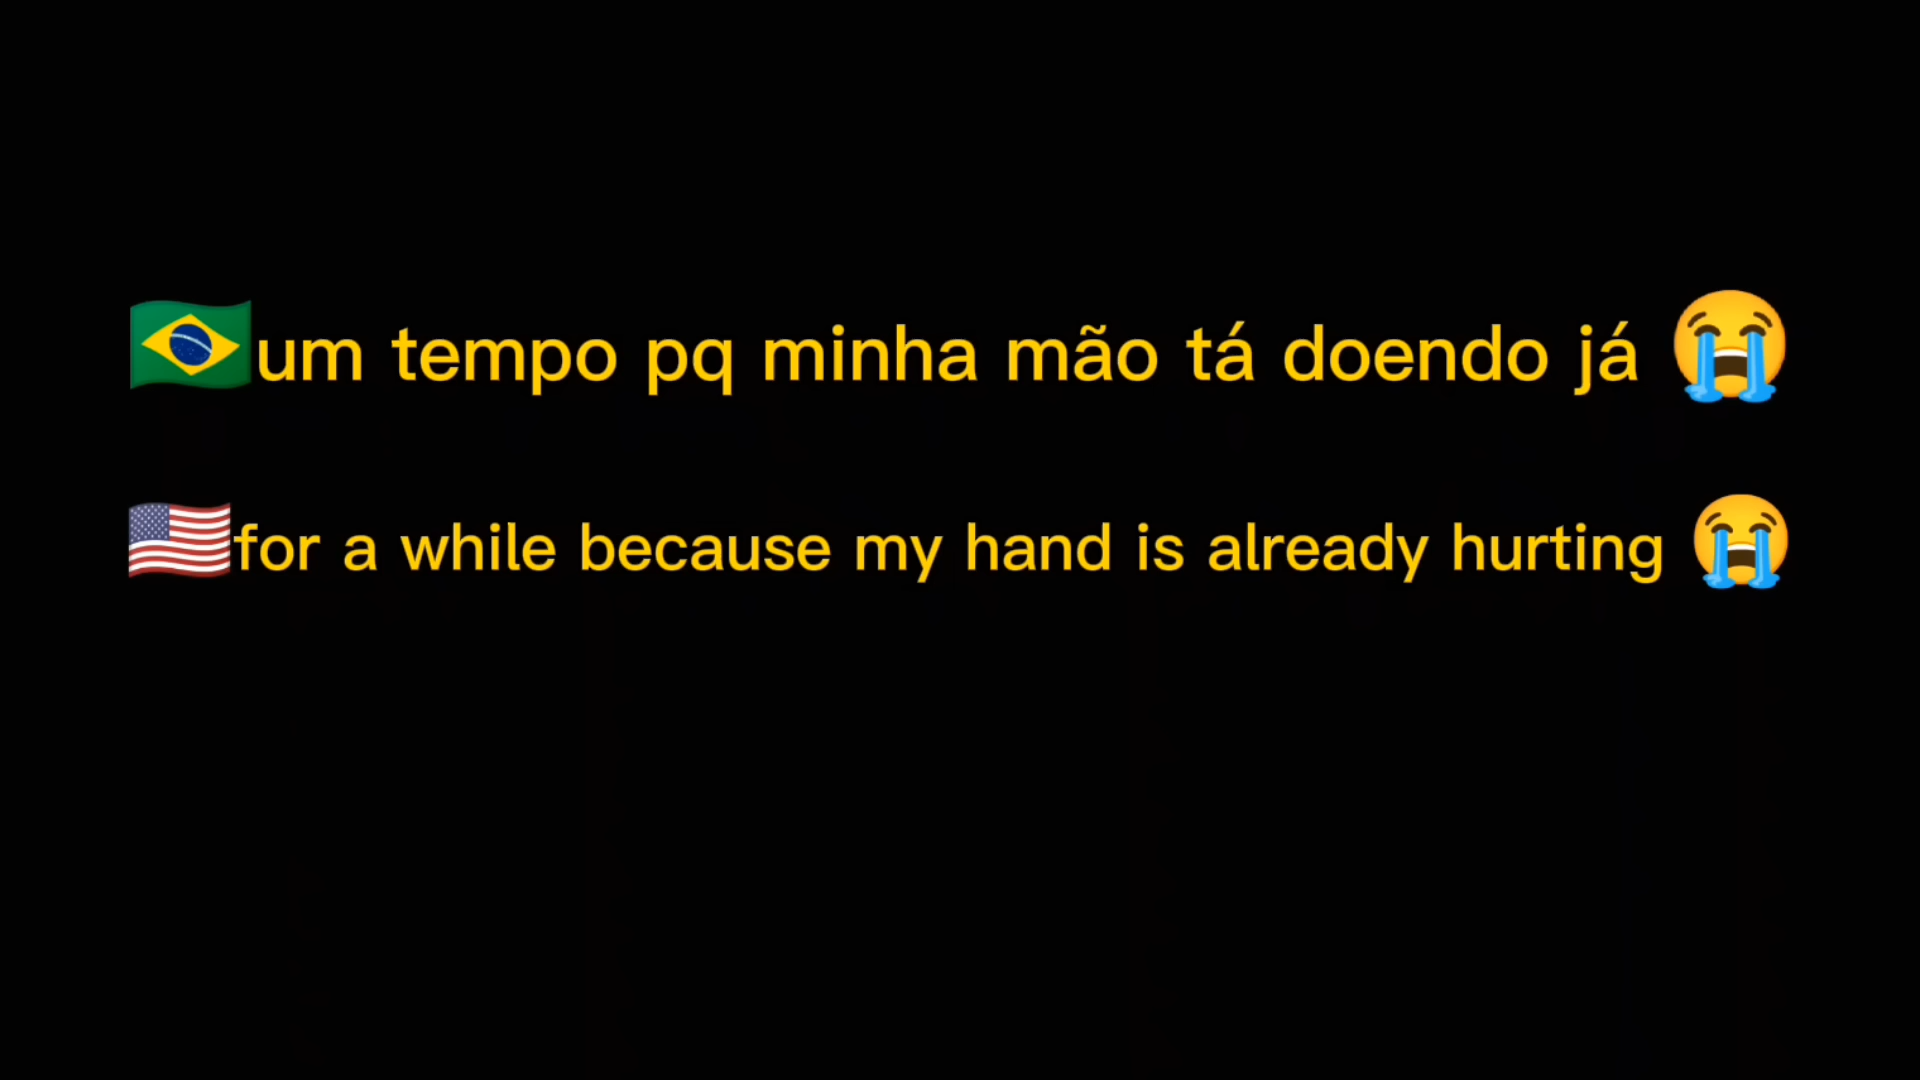 🇧🇷um tempo pq minha mão tá doendo já 😭
🇺🇸for a while because my hand is already hurting 😭